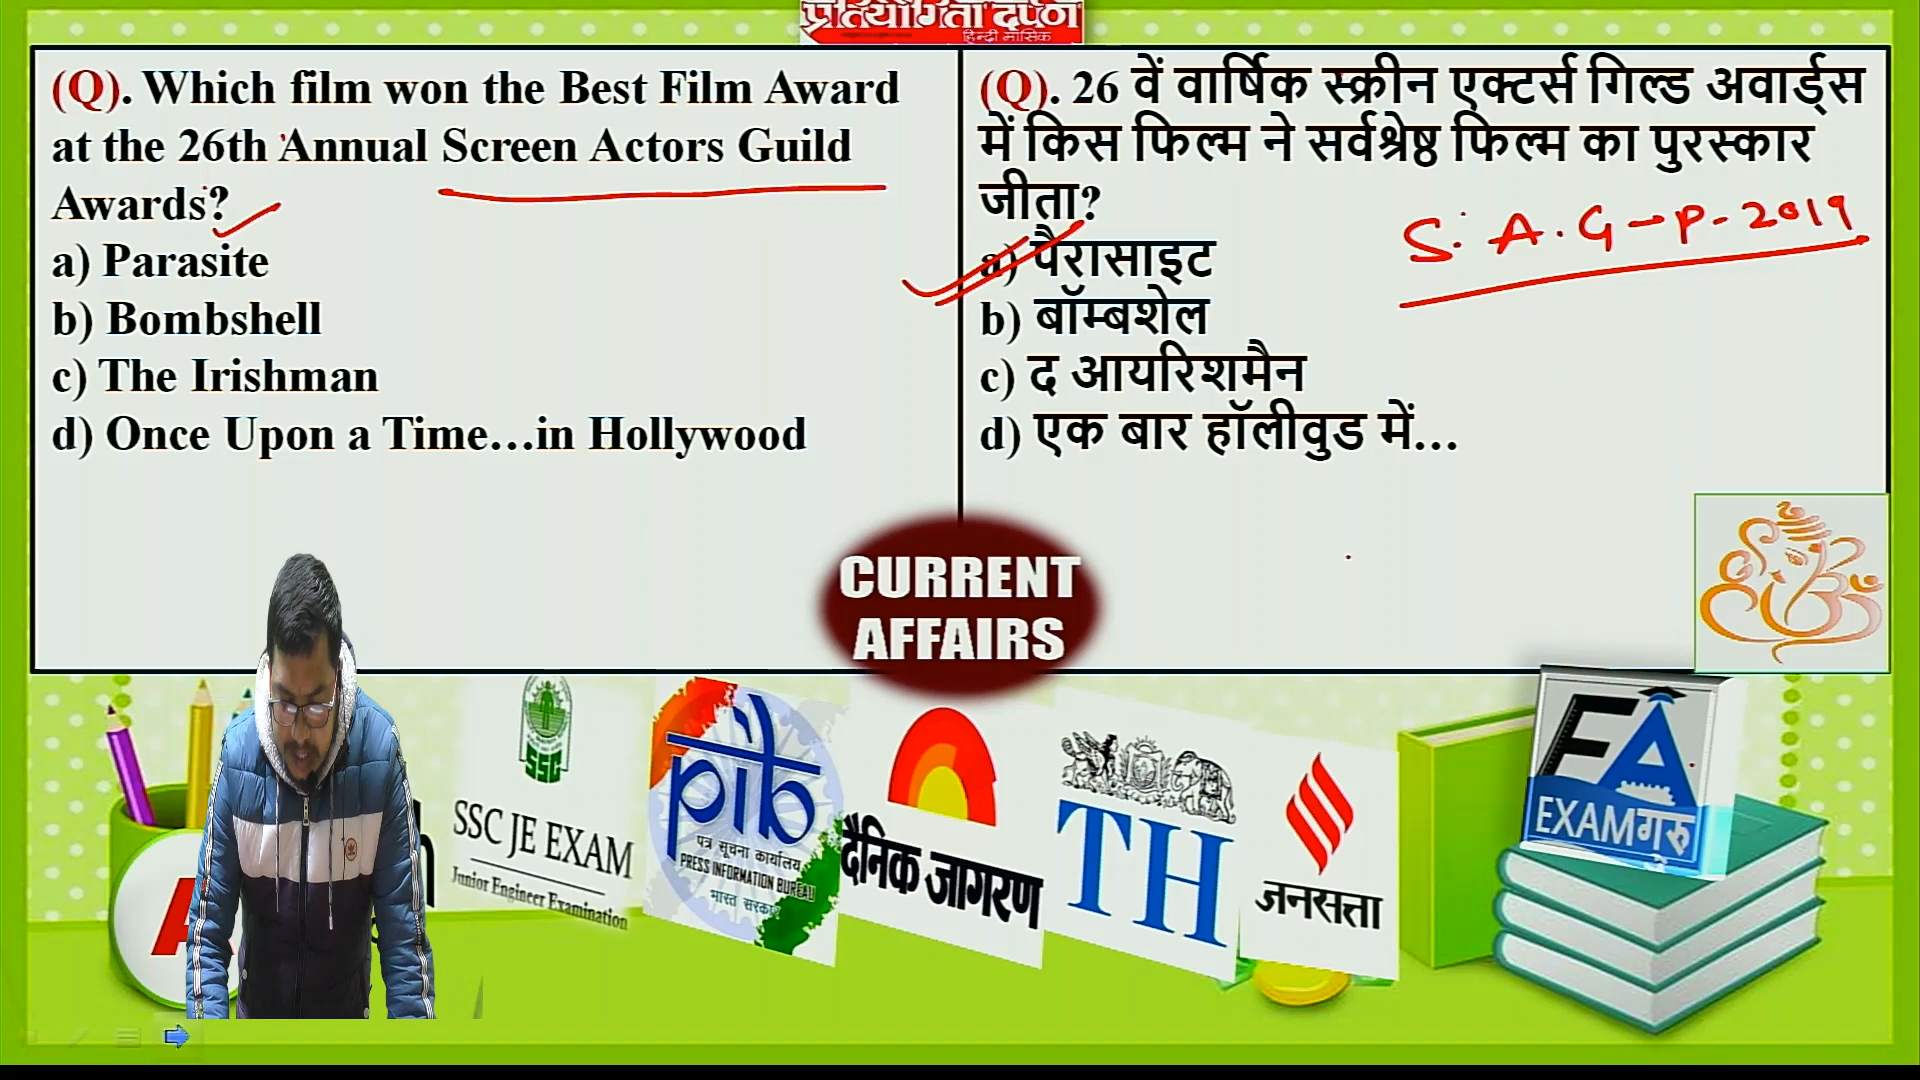 प्रतियोगिता दर्पण
हिन्दी मासिक
(Q). Which film won the Best Film Award
at the 26th Annual Screen Actors Guild
Awards?
a) Parasite
b) Bombshell
c) The Irishman
d) Once Upon a Time…in Hollywood
(Q). 26 वें वार्षिक स्क्रीन एक्टर्स गिल्ड अवार्ड्स
में किस फिल्म ने सर्वश्रेष्ठ फिल्म का पुरस्कार
जीता?
a) पैरासाइट
b) बॉम्बशेल
c) द आयरिशमैन
d) एक बार हॉलीवुड में…
S. A. G - P - 2019
CURRENT
AFFAIRS
SSC
SSC JE EXAM
Junior Engineer Examination
pib
पत्र सूचना कार्यालय
PRESS INFORMATION BUREAU
भारत सरकार
दैनिक जागरण
TH
जनसत्ता
FA
EXAMगुरु